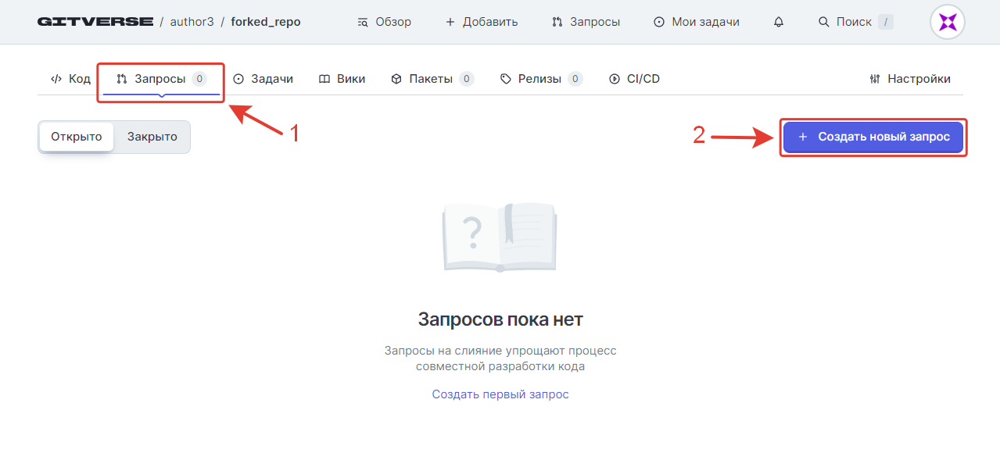 GITVERSE / author3 / forked_repo Обзор + Добавить Запросы Мои задачи Поиск /
Код Запросы 0 Задачи Вики Пакеты 0 Релизы 0 CI/CD Настройки
1
Открыто Закрыто 2 + Создать новый запрос
?
Запросов пока нет
Запросы на слияние упрощают процесс
совместной разработки кода
Создать первый запрос